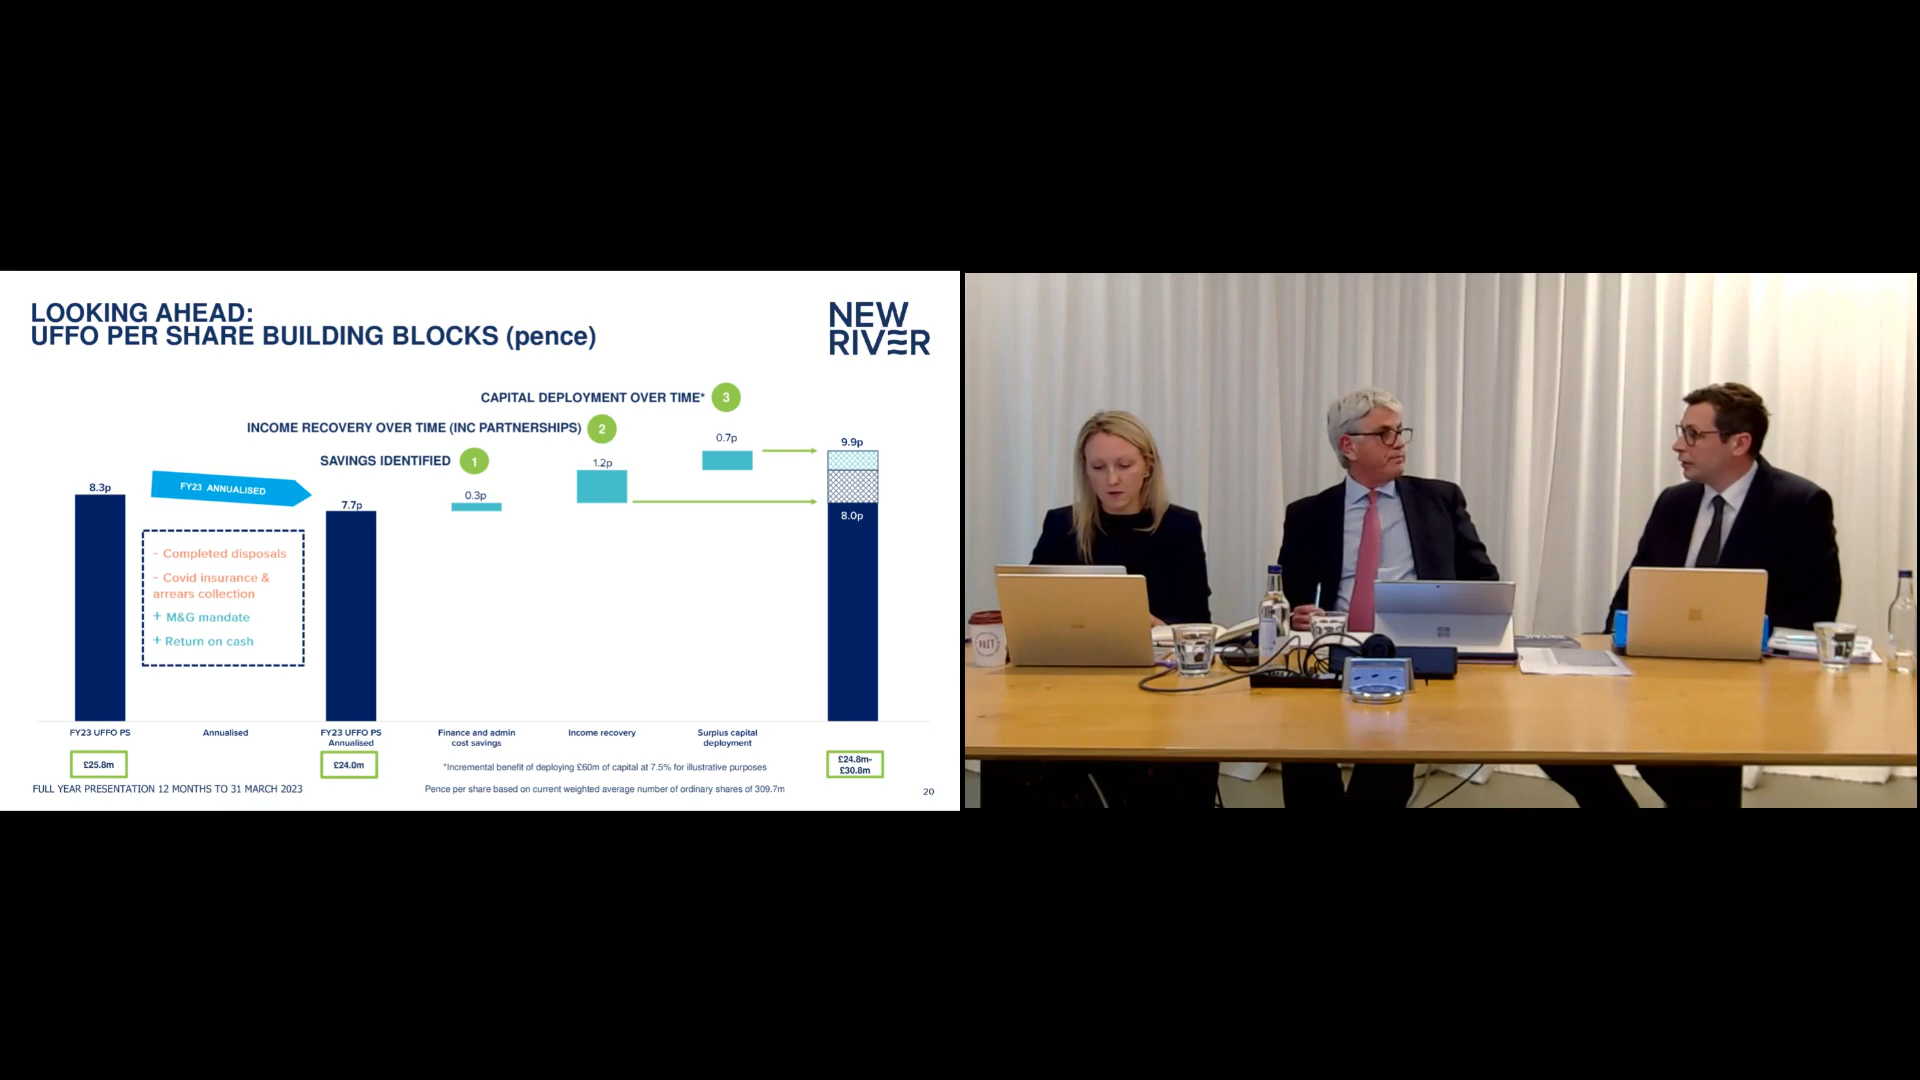 LOOKING AHEAD:
UFFO PER SHARE BUILDING BLOCKS (pence)
NEW
RIVER
CAPITAL DEPLOYMENT OVER TIME* 3
INCOME RECOVERY OVER TIME (INC PARTNERSHIPS) 2
SAVINGS IDENTIFIED 1
8.3p
FY23 ANNUALISED
7.7p
0.3p
1.2p
0.7p
9.9p
8.0p
- Completed disposals
- Covid insurance &
arrears collection
+ M&G mandate
+ Return on cash
FY23 UFFO PS
Annualised
FY23 UFFO PS
Annualised
Finance and admin
cost savings
Income recovery
Surplus capital
deployment
£25.8m
£24.0m
*Incremental benefit of deploying £60m of capital at 7.5% for illustrative purposes
£24.8m-
£30.8m
FULL YEAR PRESENTATION 12 MONTHS TO 31 MARCH 2023
Pence per share based on current weighted average number of ordinary shares of 309.7m
20